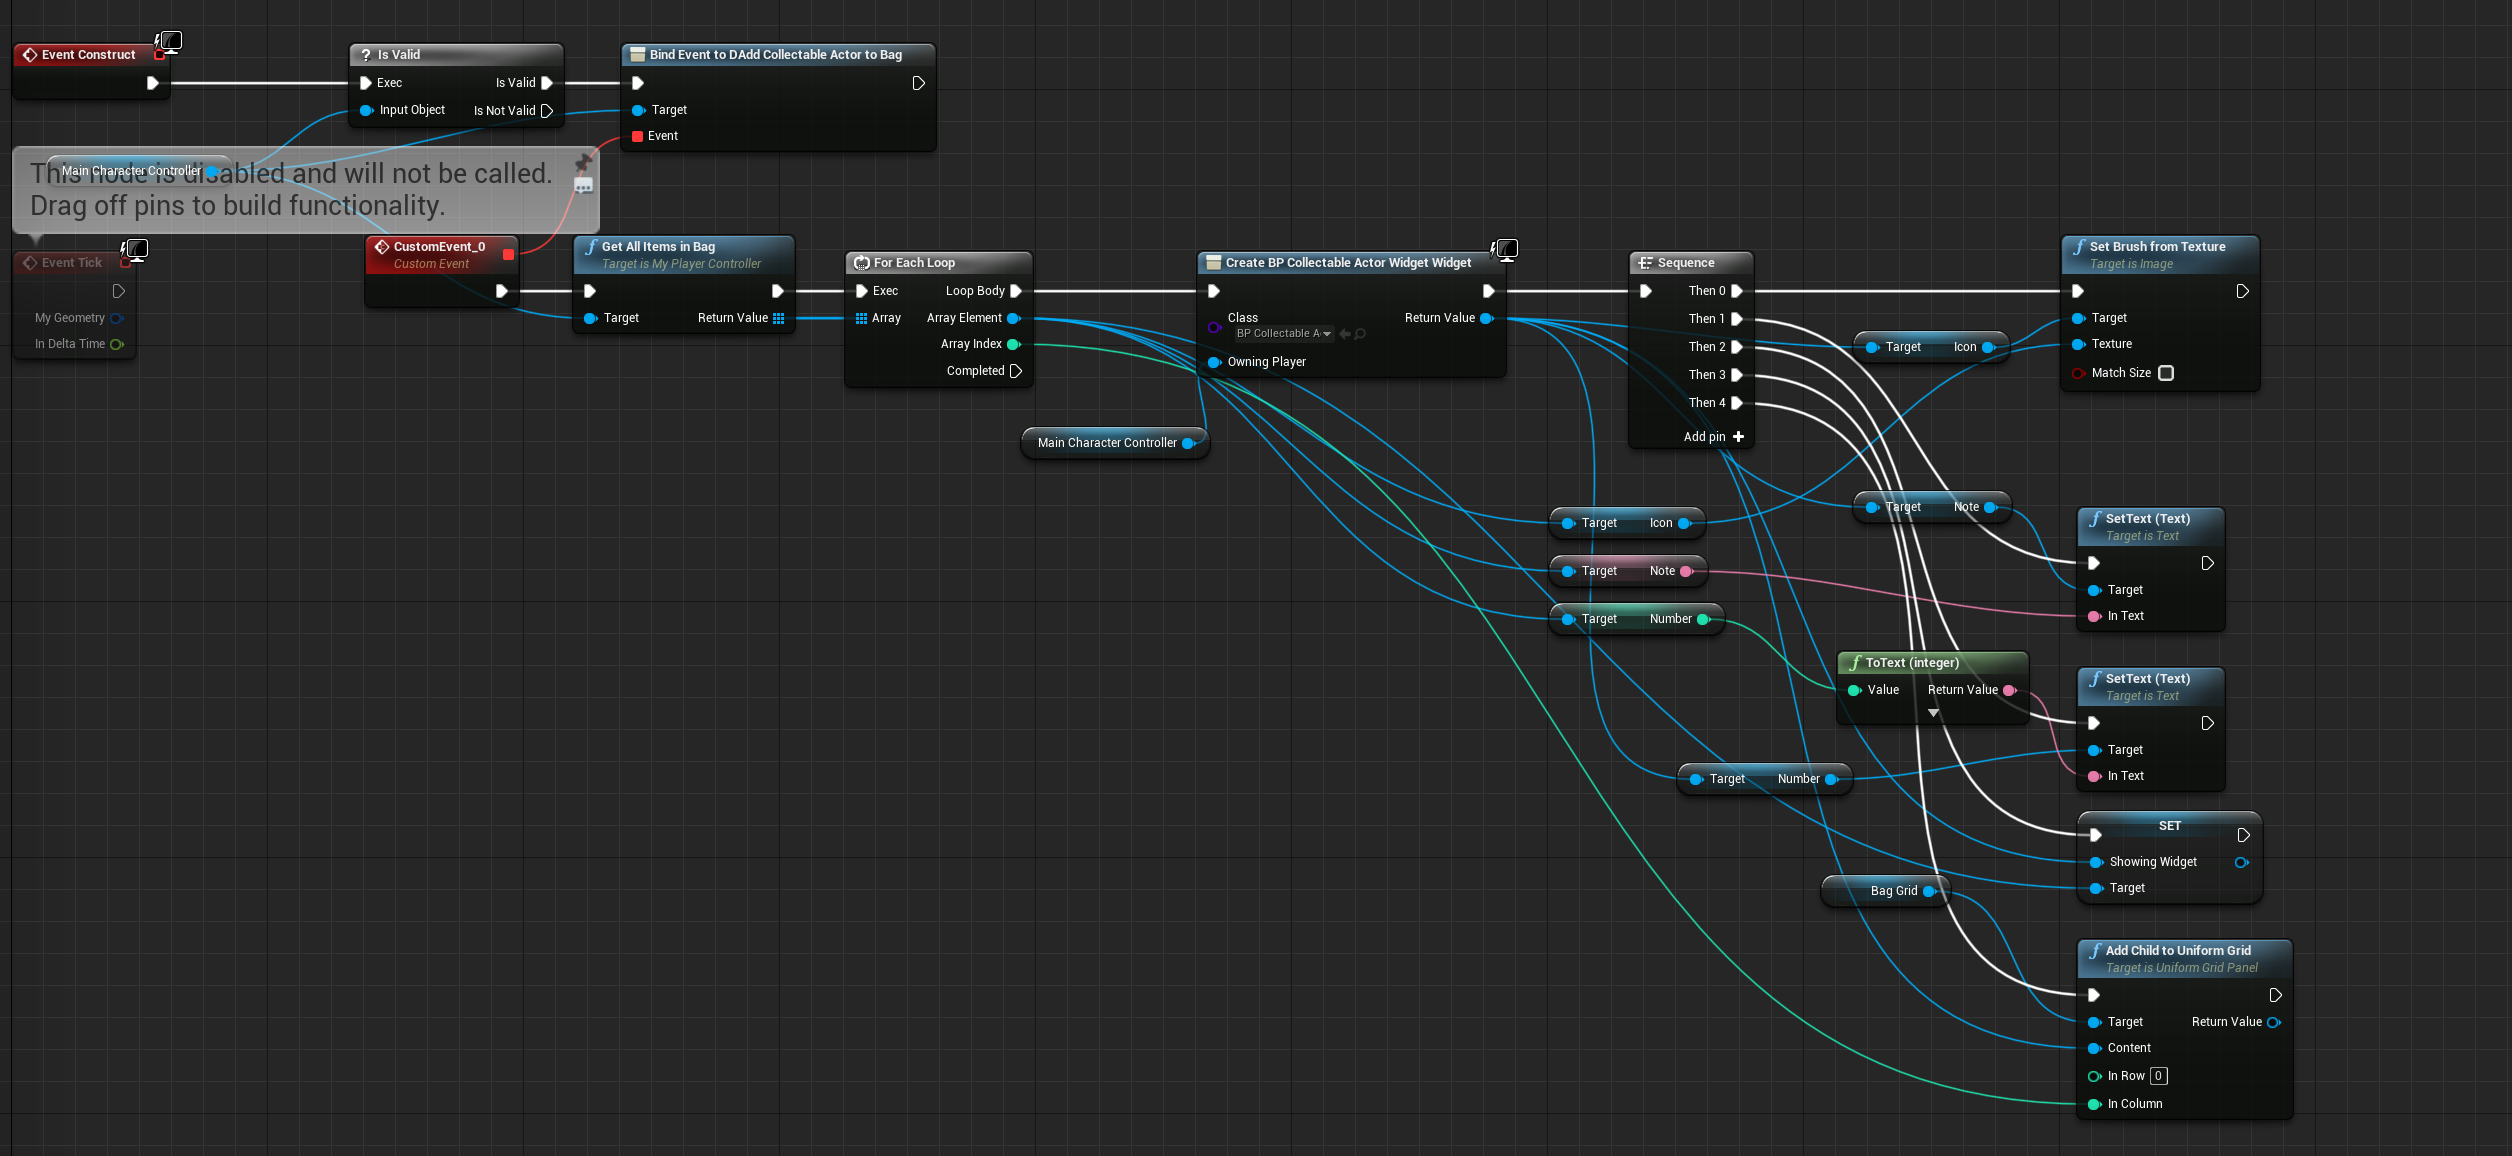 Event Construct
Is Valid
Exec
Is Valid
Input Object
Is Not Valid
Bind Event to DAdd Collectable Actor to Bag
Target
Event
This node is disabled and will not be called.
Drag off pins to build functionality.
Main Character Controller
Event Tick
My Geometry
In Delta Time
CustomEvent_0
Custom Event
Get All Items in Bag
Target is My Player Controller
Target
Return Value
For Each Loop
Exec
Loop Body
Array
Array Element
Array Index
Completed
Main Character Controller
Create BP Collectable Actor Widget Widget
Class
BP Collectable A
Return Value
Owning Player
Sequence
Then 0
Then 1
Then 2
Then 3
Then 4
Add pin
Target Icon
Set Brush from Texture
Target is Image
Target
Texture
Match Size
Target Icon
Target Note
Target Number
Target Note
SetText (Text)
Target is Text
Target
In Text
ToText (integer)
Value
Return Value
SetText (Text)
Target is Text
Target
In Text
Target Number
SET
Showing Widget
Target
Bag Grid
Add Child to Uniform Grid
Target is Uniform Grid Panel
Target
Return Value
Content
In Row 0
In Column